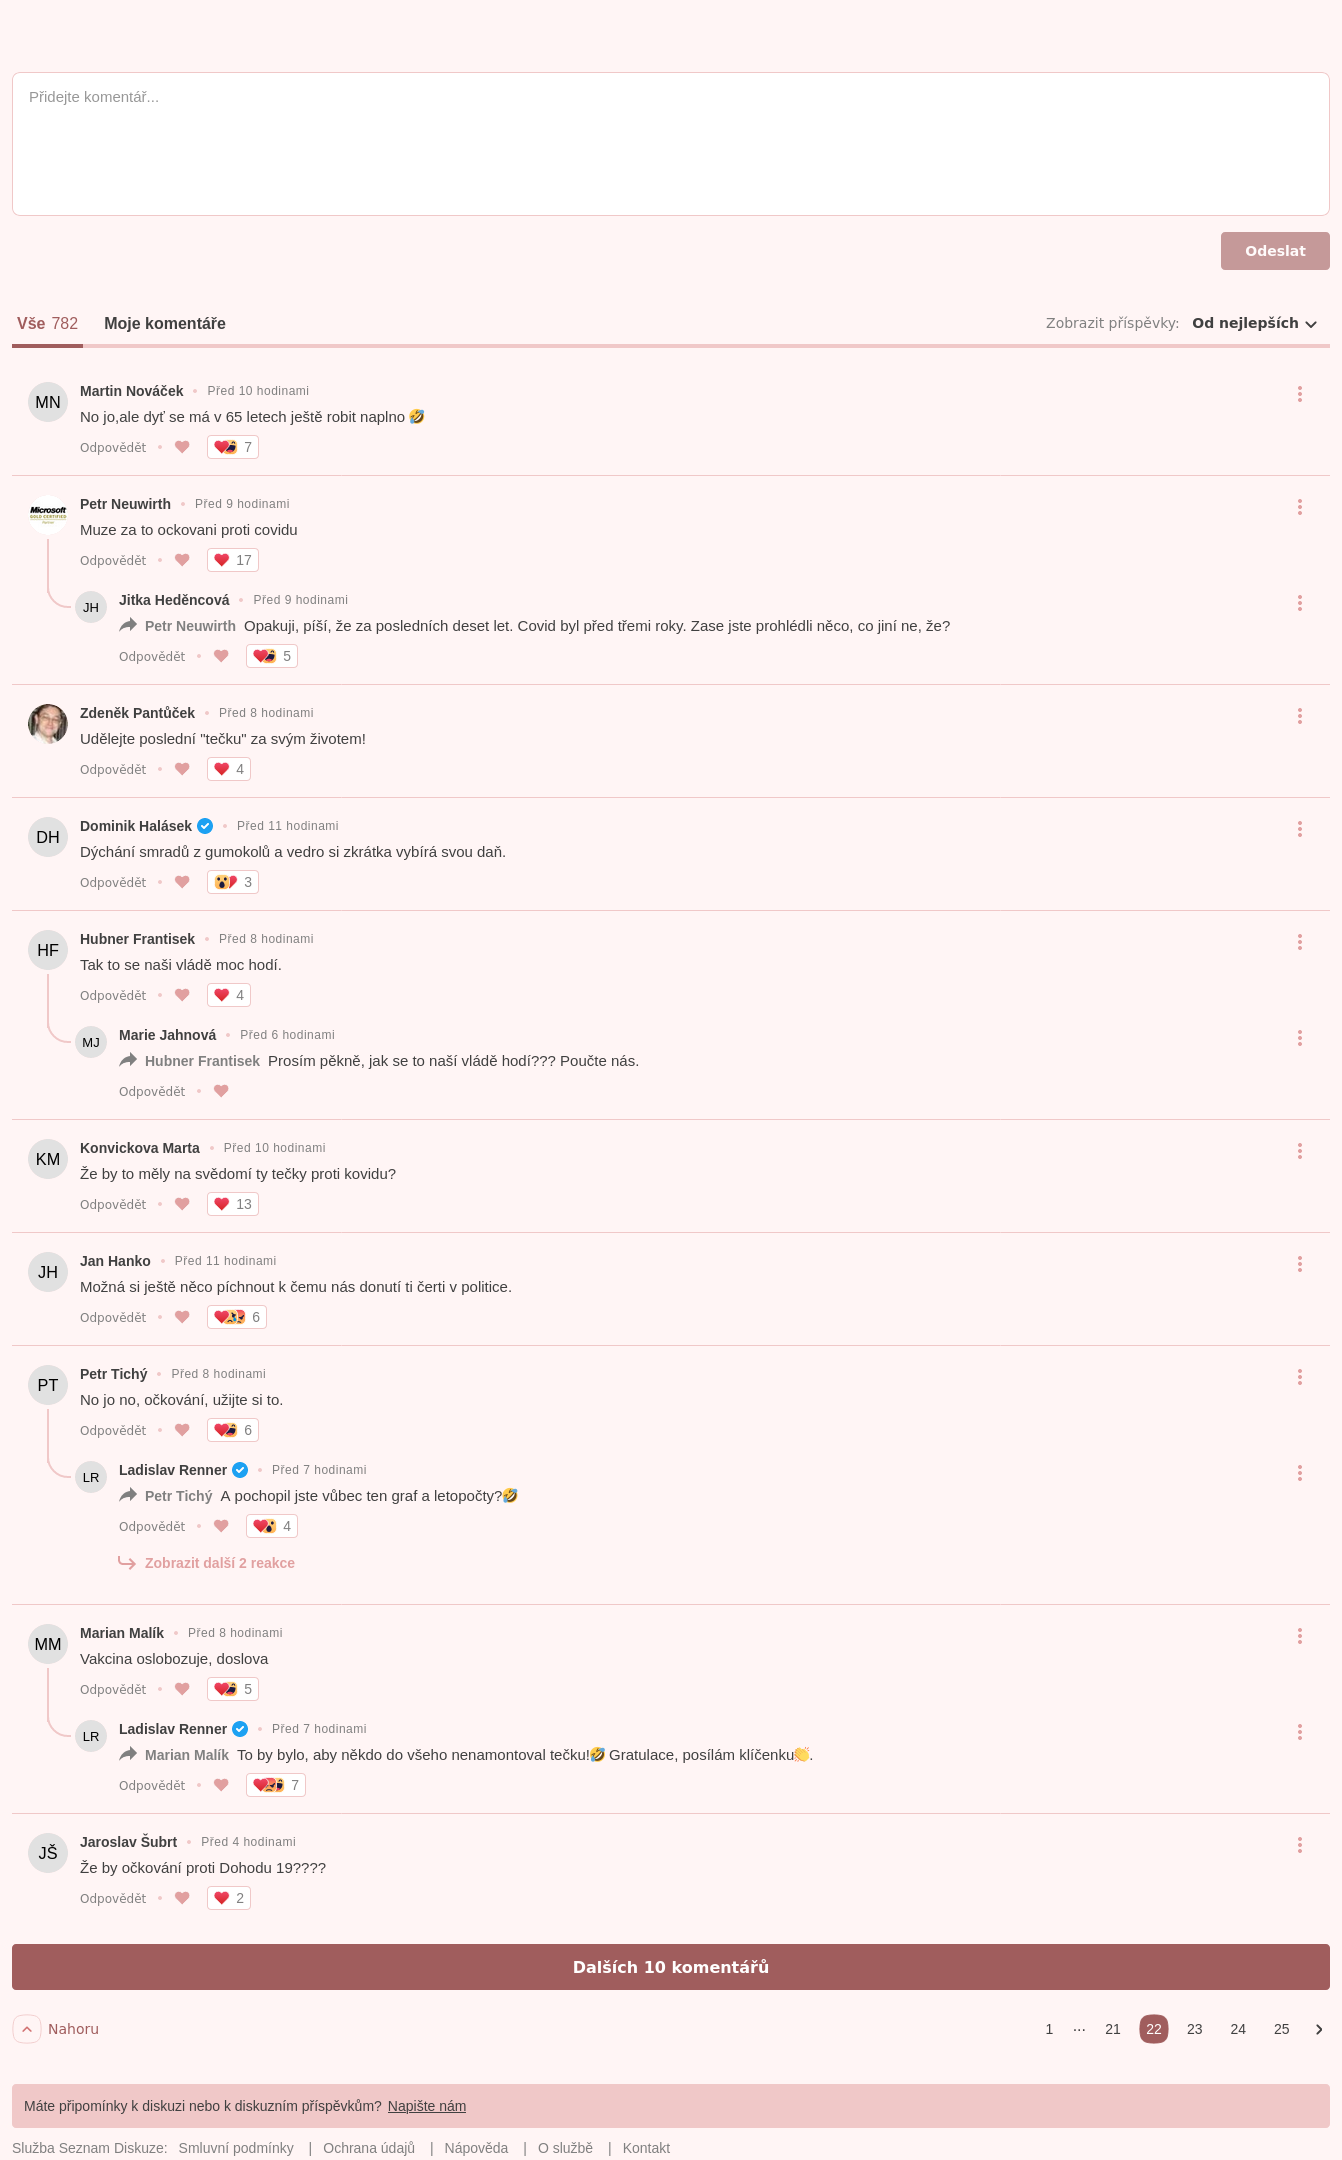 Přidejte komentář...
Odeslat
Vše 782 Moje komentáře Zobrazit příspěvky: Od nejlepších
MN Martin Nováček • Před 10 hodinami
No jo,ale dyť se má v 65 letech ještě robit naplno 🤣
Odpovědět • 7
Microsoft Petr Neuwirth • Před 9 hodinami
GOLD CERTIFIED
Partner
Muze za to ockovani proti covidu
Odpovědět • 17
JH Jitka Heděncová • Před 9 hodinami
Petr Neuwirth Opakuji, píší, že za posledních deset let. Covid byl před třemi roky. Zase jste prohlédli něco, co jiní ne, že?
Odpovědět • 5
Zdeněk Pantůček • Před 8 hodinami
Udělejte poslední "tečku" za svým životem!
Odpovědět • 4
DH Dominik Halásek • Před 11 hodinami
Dýchání smradů z gumokolů a vedro si zkrátka vybírá svou daň.
Odpovědět • 3
HF Hubner Frantisek • Před 8 hodinami
Tak to se naši vládě moc hodí.
Odpovědět • 4
MJ Marie Jahnová • Před 6 hodinami
Hubner Frantisek Prosím pěkně, jak se to naší vládě hodí??? Poučte nás.
Odpovědět •
KM Konvickova Marta • Před 10 hodinami
Že by to měly na svědomí ty tečky proti kovidu?
Odpovědět • 13
JH Jan Hanko • Před 11 hodinami
Možná si ještě něco píchnout k čemu nás donutí ti čerti v politice.
Odpovědět • 6
PT Petr Tichý • Před 8 hodinami
No jo no, očkování, užijte si to.
Odpovědět • 6
LR Ladislav Renner • Před 7 hodinami
Petr Tichý A pochopil jste vůbec ten graf a letopočty?🤣
Odpovědět • 4
Zobrazit další 2 reakce
MM Marian Malík • Před 8 hodinami
Vakcina oslobozuje, doslova
Odpovědět • 5
LR Ladislav Renner • Před 7 hodinami
Marian Malík To by bylo, aby někdo do všeho nenamontoval tečku!🤣 Gratulace, posílám klíčenku👏.
Odpovědět • 7
JŠ Jaroslav Šubrt • Před 4 hodinami
Že by očkování proti Dohodu 19????
Odpovědět • 2
Dalších 10 komentářů
Nahoru 1 ··· 21 22 23 24 25
Máte připomínky k diskuzi nebo k diskuzním příspěvkům? Napište nám
Služba Seznam Diskuze: Smluvní podmínky | Ochrana údajů | Nápověda | O službě | Kontakt